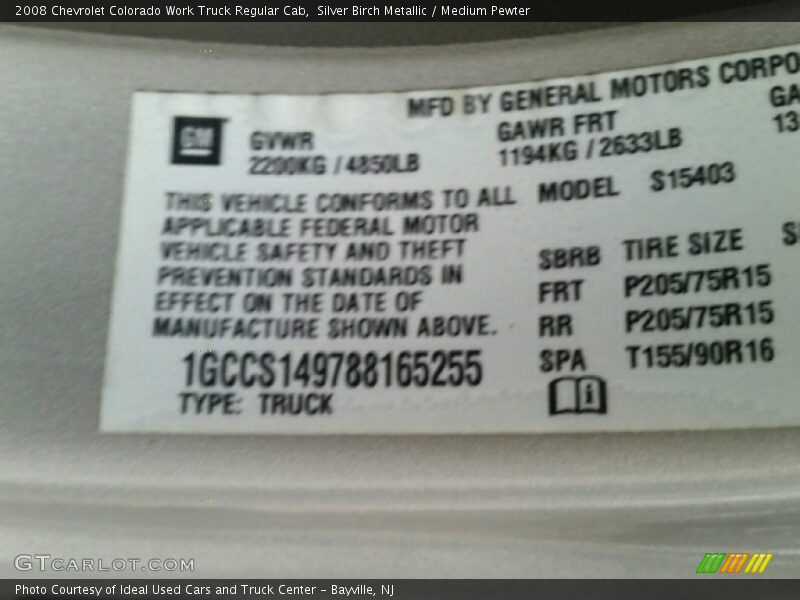 2008 Chevrolet Colorado Work Truck Regular Cab, Silver Birch Metallic / Medium Pewter
MFD BY GENERAL MOTORS CORPO
GM
GVWR
2200KG / 4850LB
GAWR FRT
1194KG / 2633LB
GA
13
THIS VEHICLE CONFORMS TO ALL
APPLICABLE FEDERAL MOTOR
VEHICLE SAFETY AND THEFT
PREVENTION STANDARDS IN
EFFECT ON THE DATE OF
MANUFACTURE SHOWN ABOVE.
1GCCS149788165255
TYPE: TRUCK
MODEL S15403
SBRB TIRE SIZE
FRT P205/75R15
RR P205/75R15
SPA T155/90R16
i
GTCARLOT.COM
Photo Courtesy of Ideal Used Cars and Truck Center – Bayville, NJ